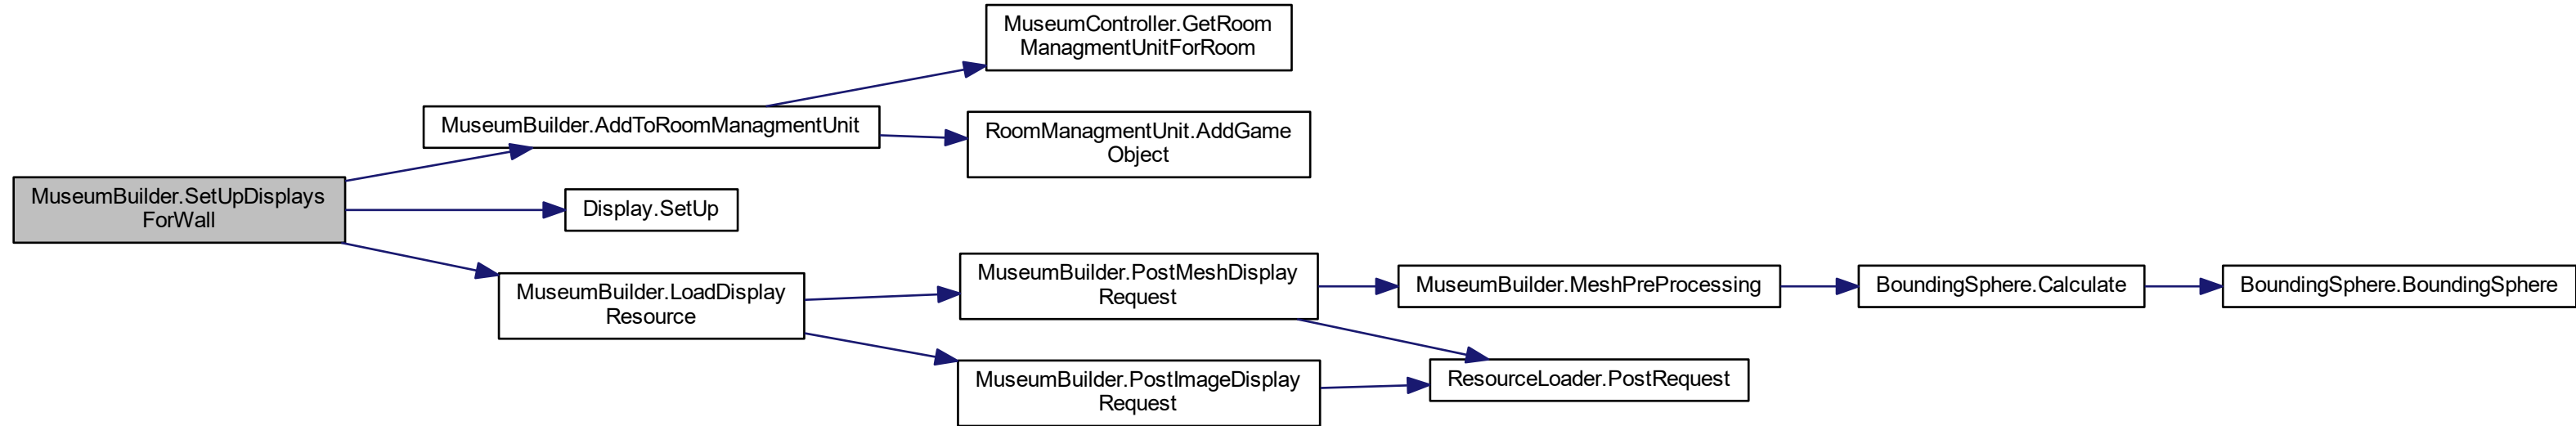 MuseumController.GetRoom
ManagmentUnitForRoom
MuseumBuilder.AddToRoomManagmentUnit
RoomManagmentUnit.AddGame
Object
MuseumBuilder.SetUpDisplays
ForWall
Display.SetUp
MuseumBuilder.LoadDisplay
Resource
MuseumBuilder.PostMeshDisplay
Request
MuseumBuilder.MeshPreProcessing
BoundingSphere.Calculate
BoundingSphere.BoundingSphere
MuseumBuilder.PostImageDisplay
Request
ResourceLoader.PostRequest